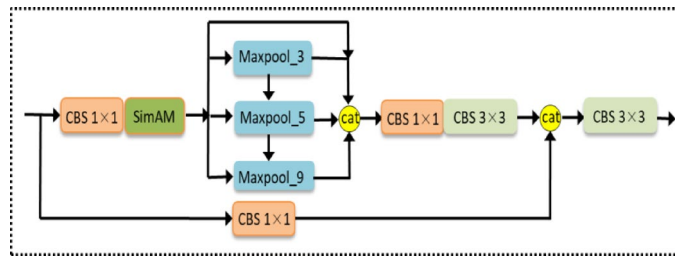 Maxpool_3
CBS 1×1
SimAM
Maxpool_5
cat
CBS 1×1
CBS 3×3
cat
CBS 3×3
Maxpool_9
CBS 1×1